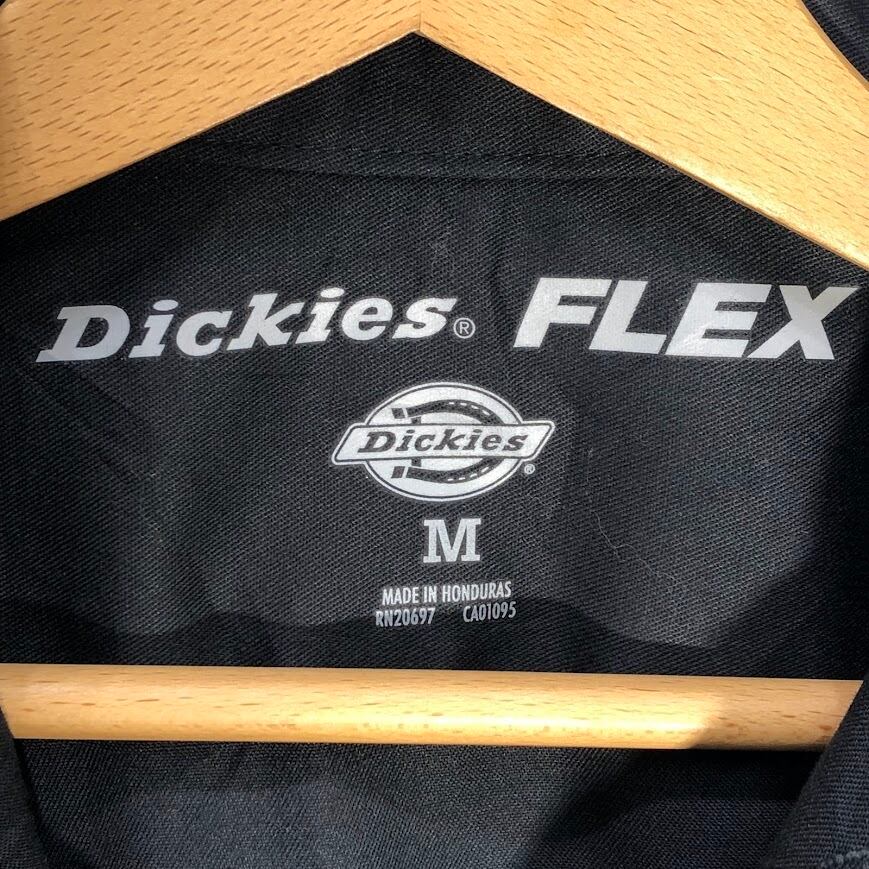 Dickies® FLEX
Dickies®
M
MADE IN HONDURAS
RN20697 CA01095